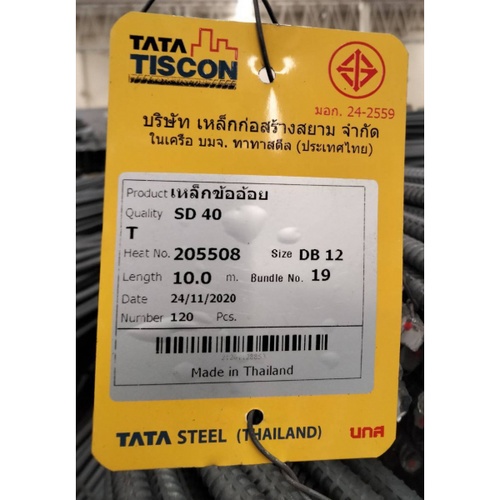 TATA
TISCON
มอก. 24-2559
บริษัท เหล็กก่อสร้างสยาม จำกัด
ในเครือ บมจ. ทาทาสตีล (ประเทศไทย)
Product เหล็กข้ออ้อย
Quality SD 40
T
Heat No. 205508 Size DB 12
Length 10.0 m. Bundle No. 19
Date 24/11/2020
Number 120 Pcs.
Made in Thailand
TATA STEEL (THAILAND) นกส